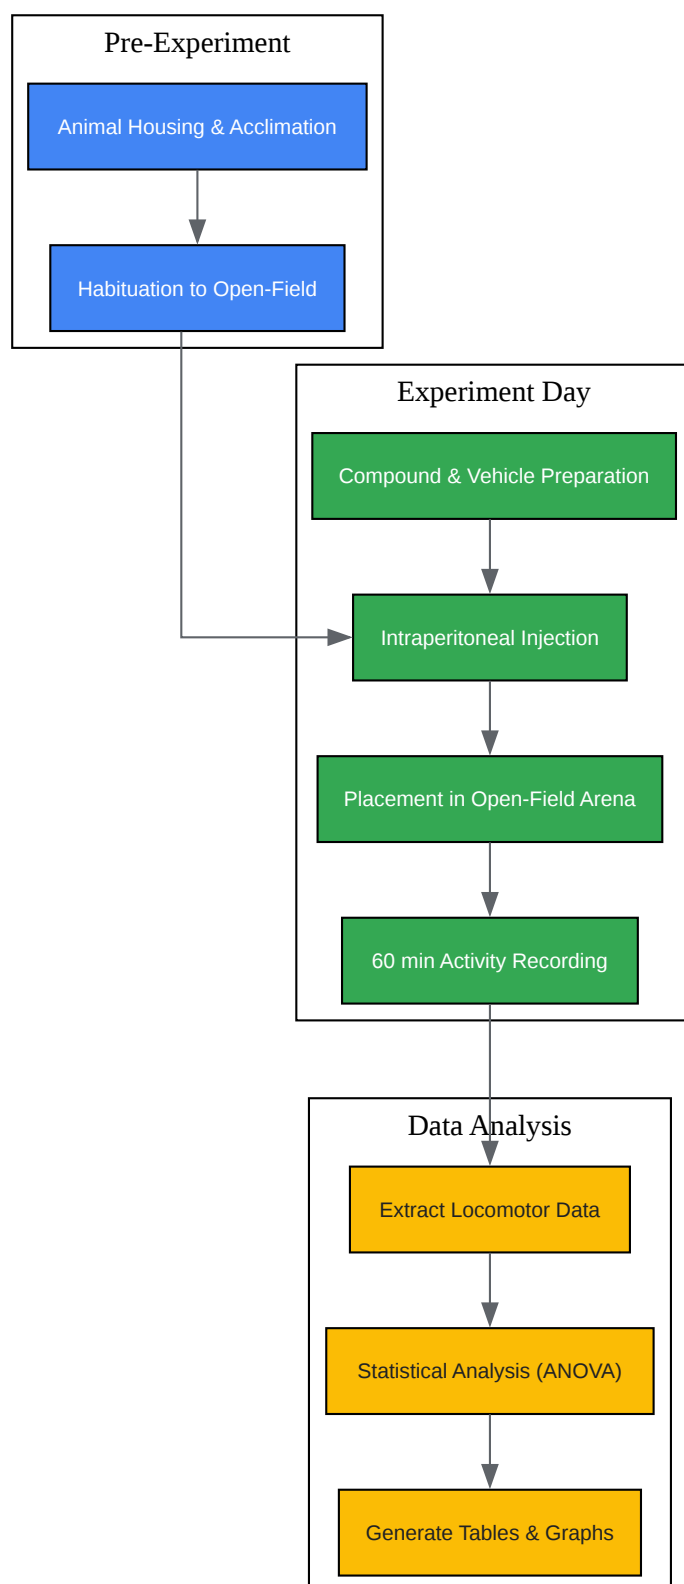 Pre-Experiment
Animal Housing & Acclimation
Habituation to Open-Field
Experiment Day
Compound & Vehicle Preparation
Intraperitoneal Injection
Placement in Open-Field Arena
60 min Activity Recording
Data Analysis
Extract Locomotor Data
Statistical Analysis (ANOVA)
Generate Tables & Graphs